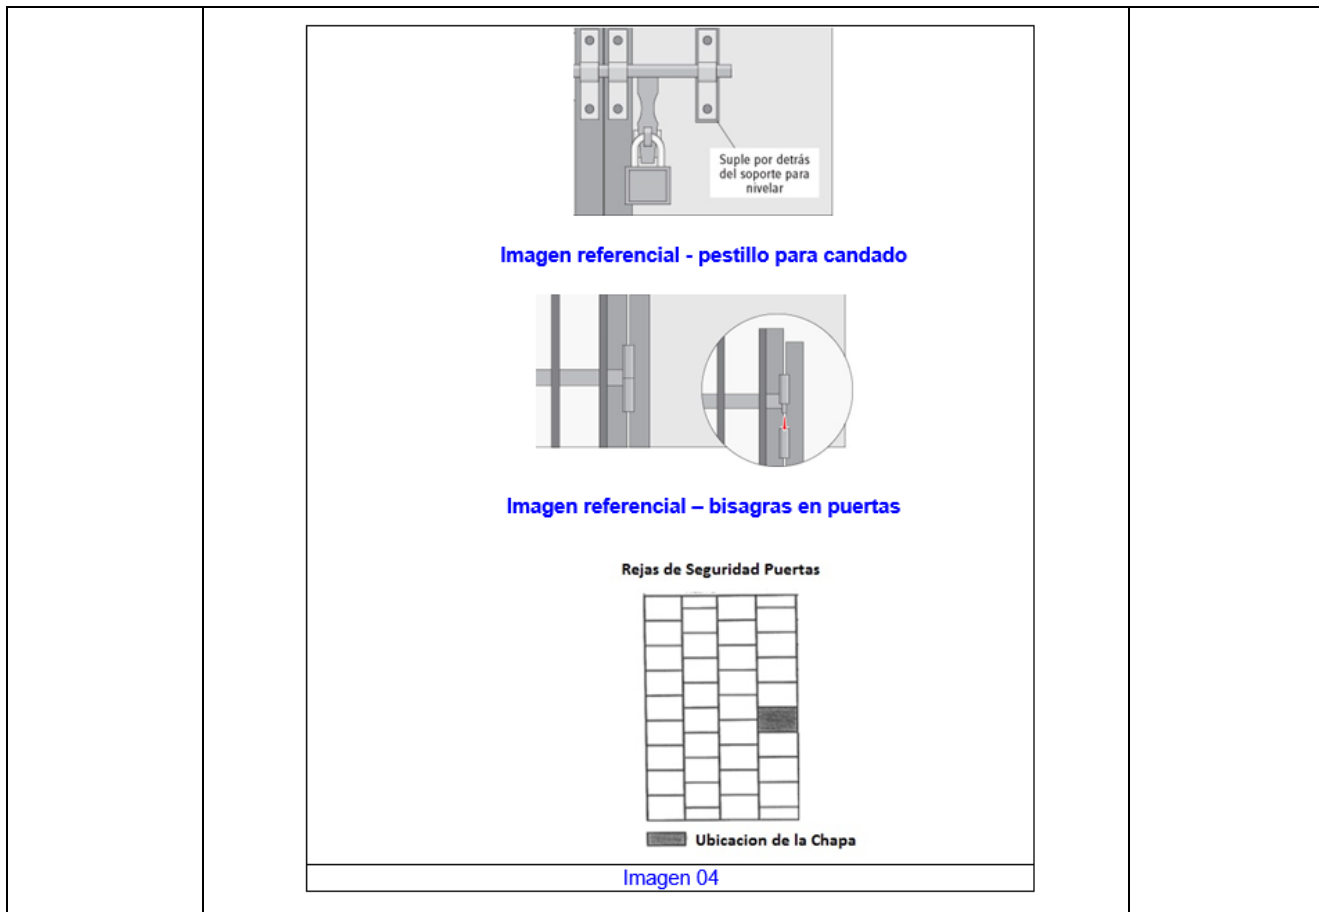 Suple por detrás
del soporte para
nivelar
Imagen referencial - pestillo para candado
Imagen referencial – bisagras en puertas
Rejas de Seguridad Puertas
Ubicacion de la Chapa
Imagen 04